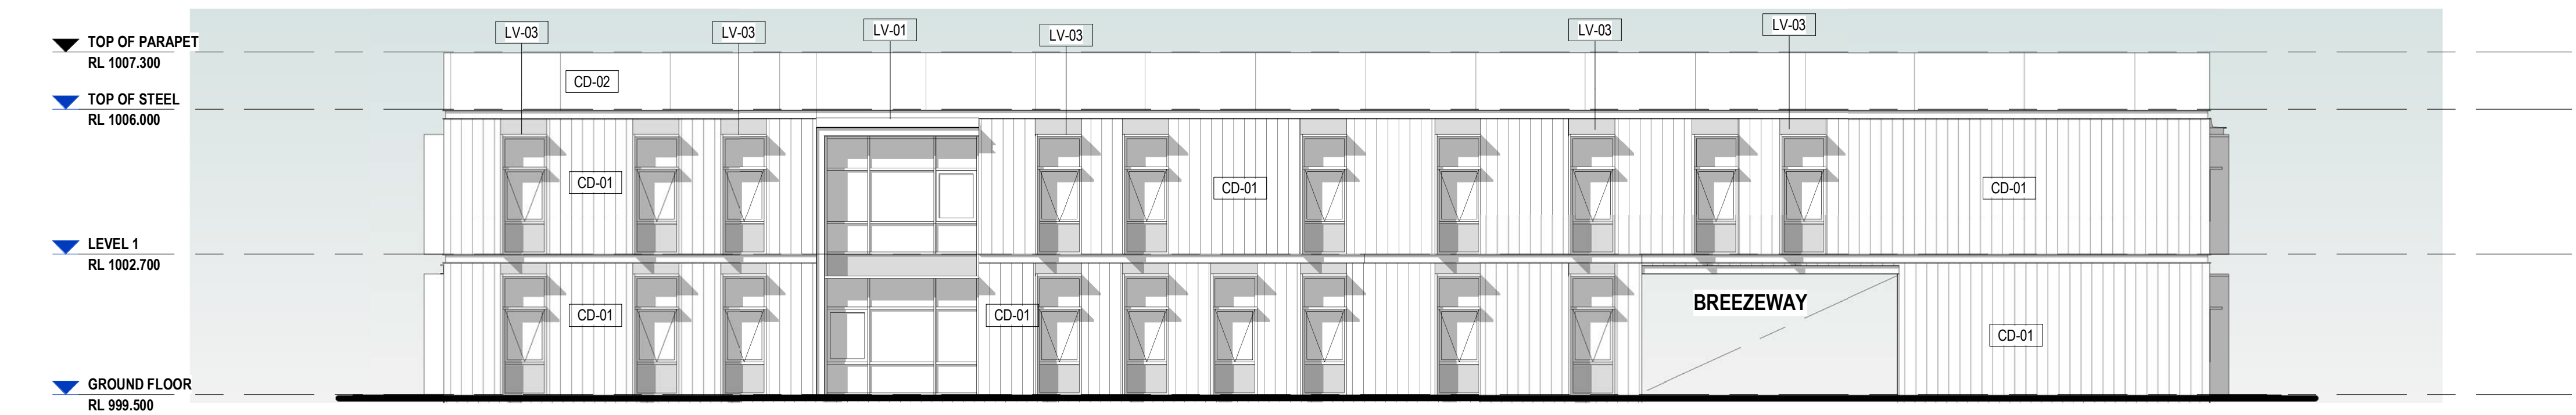 LV-03
LV-03
LV-01
LV-03
LV-03
LV-03
TOP OF PARAPET
RL 1007.300
CD-02
TOP OF STEEL
RL 1006.000
CD-01
CD-01
CD-01
LEVEL 1
RL 1002.700
BREEZEWAY
CD-01
CD-01
CD-01
GROUND FLOOR
RL 999.500